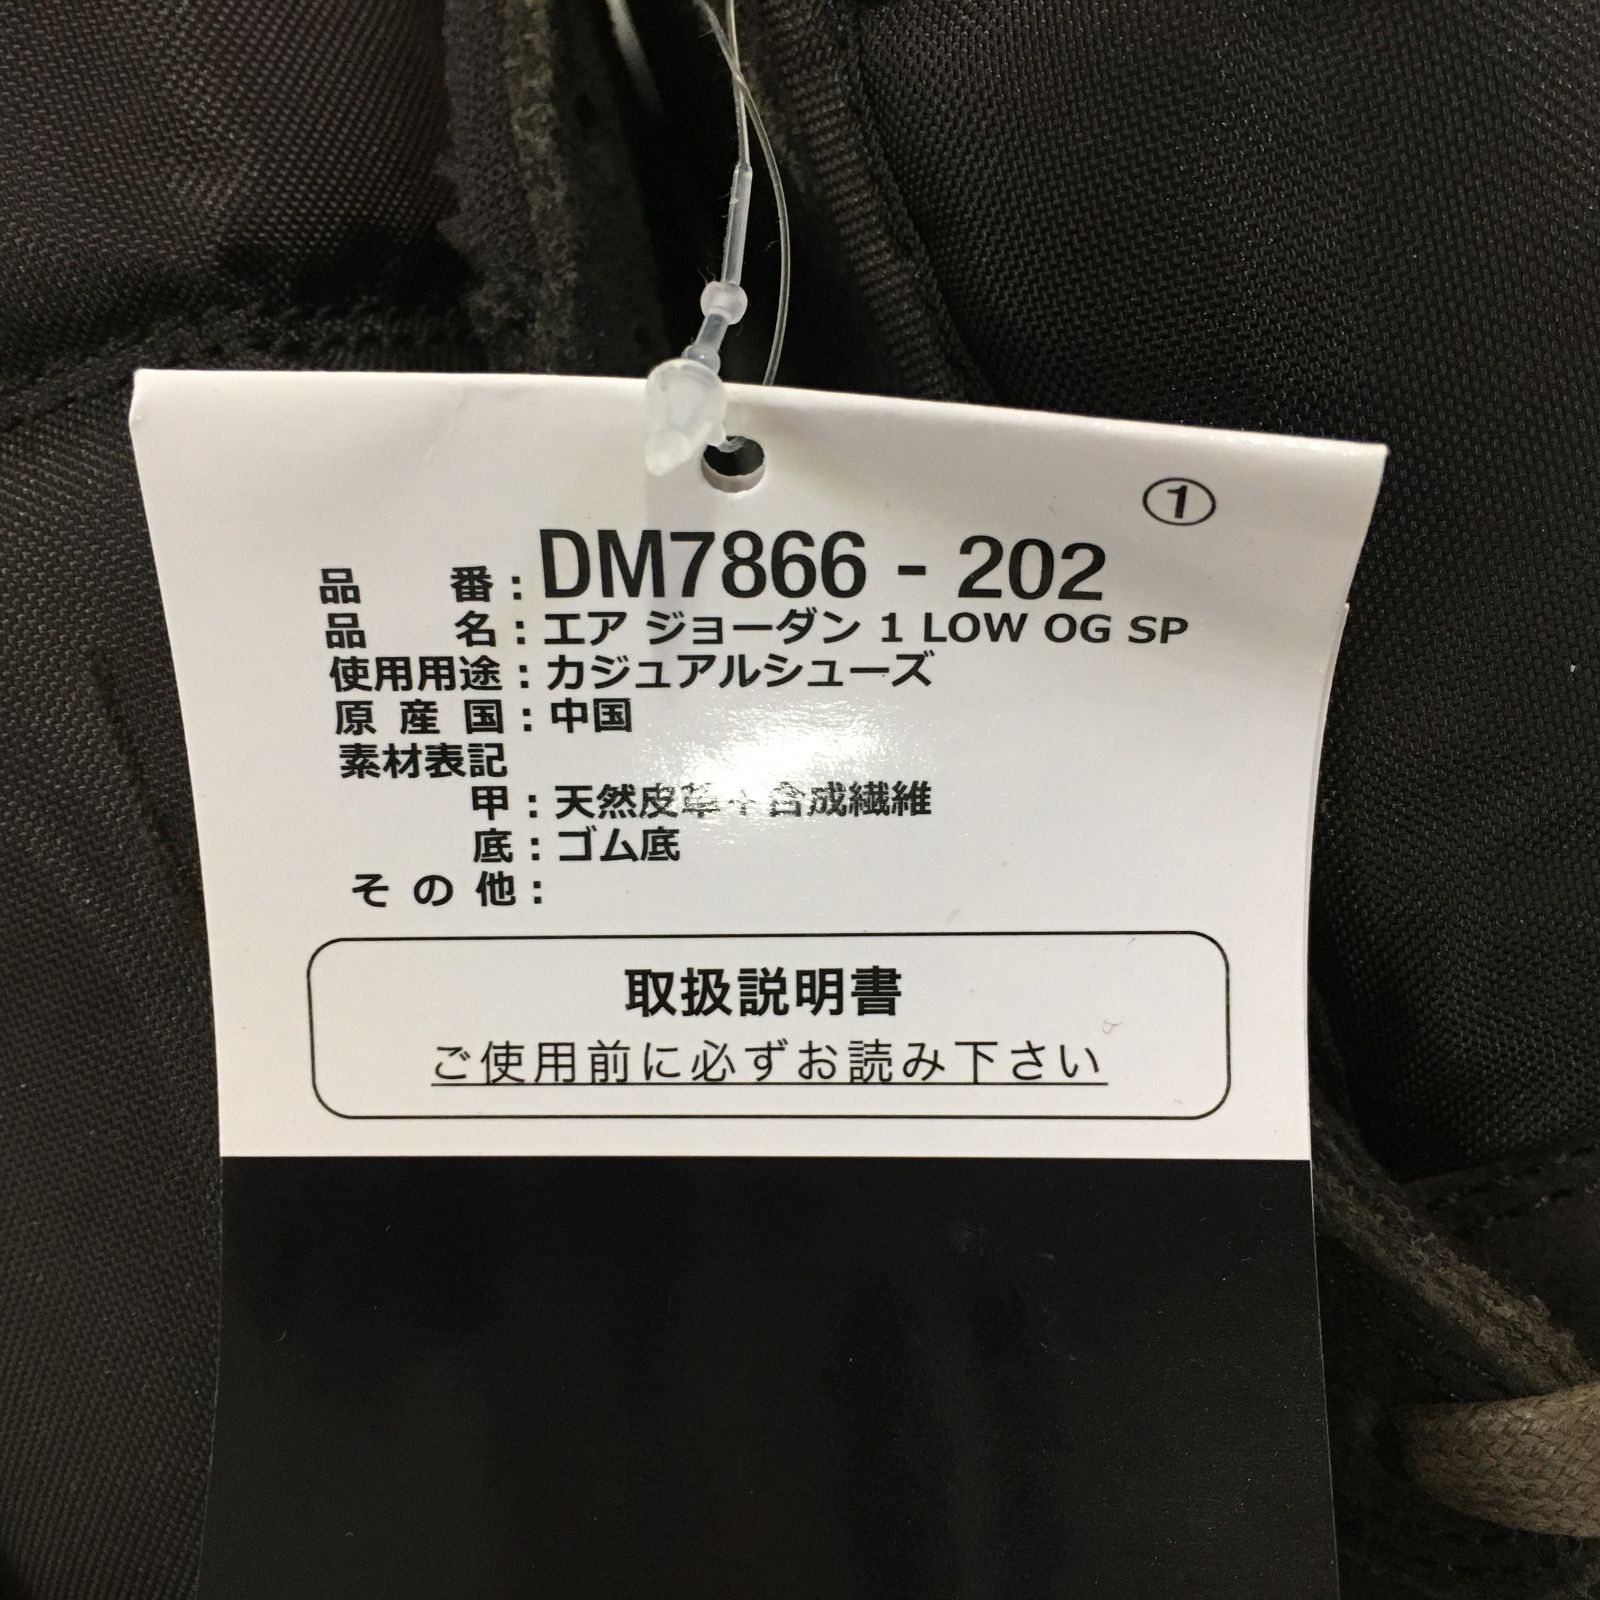 ①
品番：DM7866 - 202
品名：エア ジョーダン 1 LOW OG SP
使用用途：カジュアルシューズ
原産国：中国
素材表記
甲：天然皮革＋合成繊維
底：ゴム底
その他：
取扱説明書
ご使用前に必ずお読み下さい